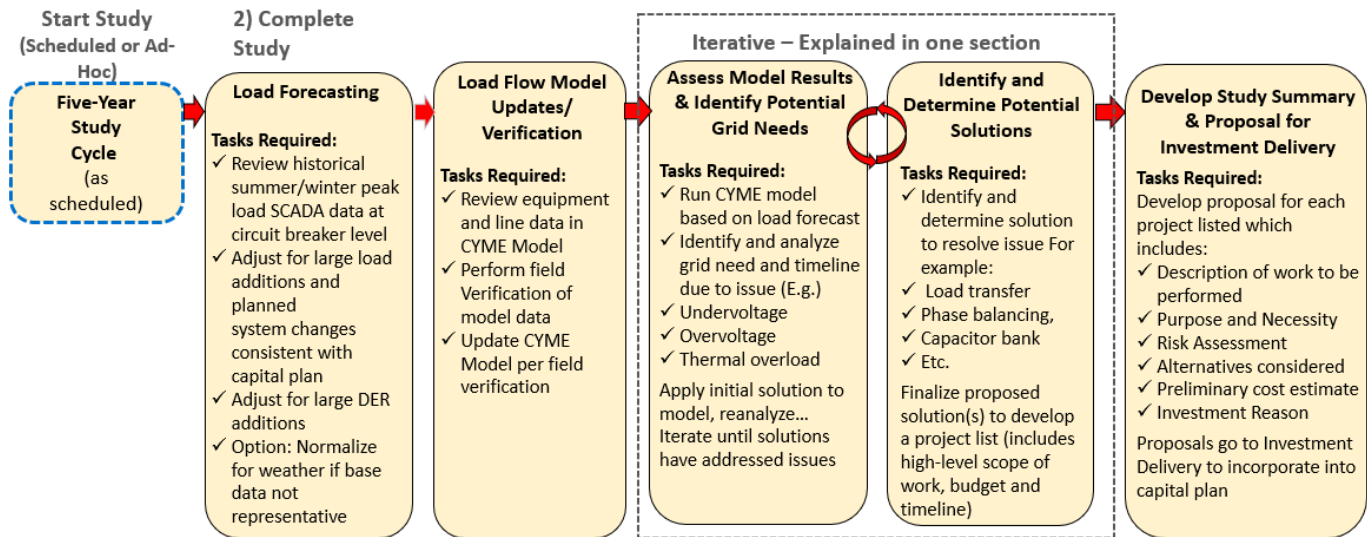 Start Study
(Scheduled or Ad-
Hoc)
2) Complete
Study
Iterative – Explained in one section
Five-Year
Study
Cycle
(as
scheduled)
Load Forecasting
Tasks Required:
✓ Review historical
summer/winter peak
load SCADA data at
circuit breaker level
✓ Adjust for large load
additions and
planned
system changes
consistent with
capital plan
✓ Adjust for large DER
additions
✓ Option: Normalize
for weather if base
data not
representative
Load Flow Model
Updates/
Verification
Tasks Required:
✓ Review equipment
and line data in
CYME Model
✓ Perform field
Verification of
model data
✓ Update CYME
Model per field
verification
Assess Model Results
& Identify Potential
Grid Needs
Tasks Required:
✓ Run CYME model
based on load forecast
✓ Identify and analyze
grid need and timeline
due to issue (E.g.)
✓ Undervoltage
✓ Overvoltage
✓ Thermal overload
Apply initial solution to
model, reanalyze...
Iterate until solutions
have addressed issues
Identify and
Determine Potential
Solutions
Tasks Required:
✓ Identify and
determine solution
to resolve issue For
example:
✓ Load transfer
✓ Phase balancing,
✓ Capacitor bank
✓ Etc.
Finalize proposed
solution(s) to develop
a project list (includes
high-level scope of
work, budget and
timeline)
Develop Study Summary
& Proposal for
Investment Delivery
Tasks Required:
Develop proposal for each
project listed which
includes:
✓ Description of work to be
performed
✓ Purpose and Necessity
✓ Risk Assessment
✓ Alternatives considered
✓ Preliminary cost estimate
✓ Investment Reason
Proposals go to Investment
Delivery to incorporate into
capital plan